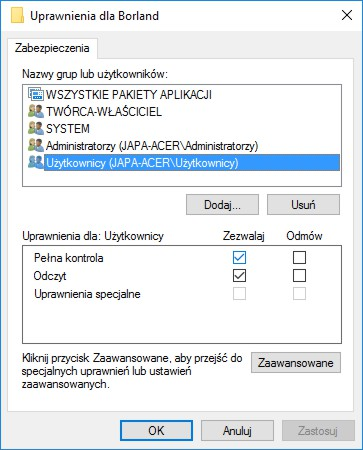 Uprawnienia dla Borland
Zabezpieczenia
Nazwy grup lub użytkowników:
WSZYSTKIE PAKIETY APLIKACJI
TWÓRCA-WŁAŚCICIEL
SYSTEM
Administratorzy (JAPA-ACER\Administratorzy)
Użytkownicy (JAPA-ACER\Użytkownicy)
Dodaj... Usuń
Uprawnienia dla: Użytkownicy Zezwalaj Odmów
Pełna kontrola
Odczyt
Uprawnienia specjalne
Kliknij przycisk Zaawansowane, aby przejść do
specjalnych uprawnień lub ustawień
zaawansowanych.
Zaawansowane
OK Anuluj Zastosuj